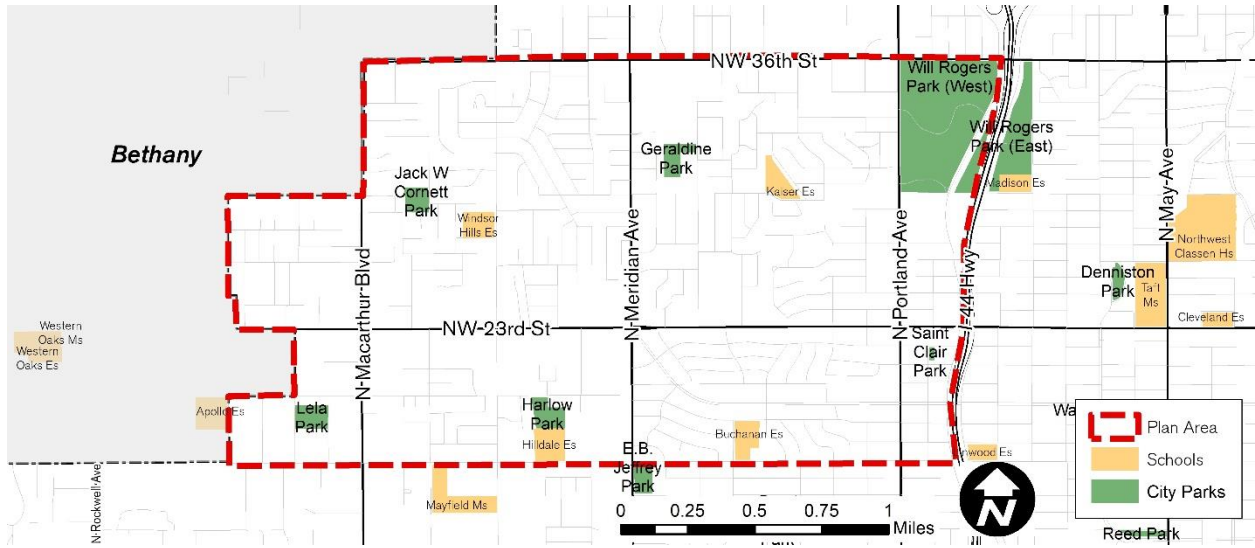 NW 36th St
Will Rogers
Park (West)
Bethany
Will Rogers
Park (East)
Geraldine
Park
Jack W
Cornett
Park
Kaiser Es
Madison Es
Windsor
Hills Es
N-May-Ave
Northwest
Classen Hs
N-Macarthur-Blvd
N-Meridian-Ave
N-Portland-Ave
I-44-Hwy
Denniston
Park
Taft
Ms
Cleveland Es
NW-23rd-St
Western
Oaks Ms
Western
Oaks Es
Saint
Clair
Park
Apollo Es
Lela
Park
Harlow
Park
Hilldale Es
Buchanan Es
E.B.
Jeffrey
Park
Mayfield Ms
N-Rockwell-Ave
Plan Area
Schools
City Parks
N
0 0.25 0.5 0.75 1
Miles
Reed Park